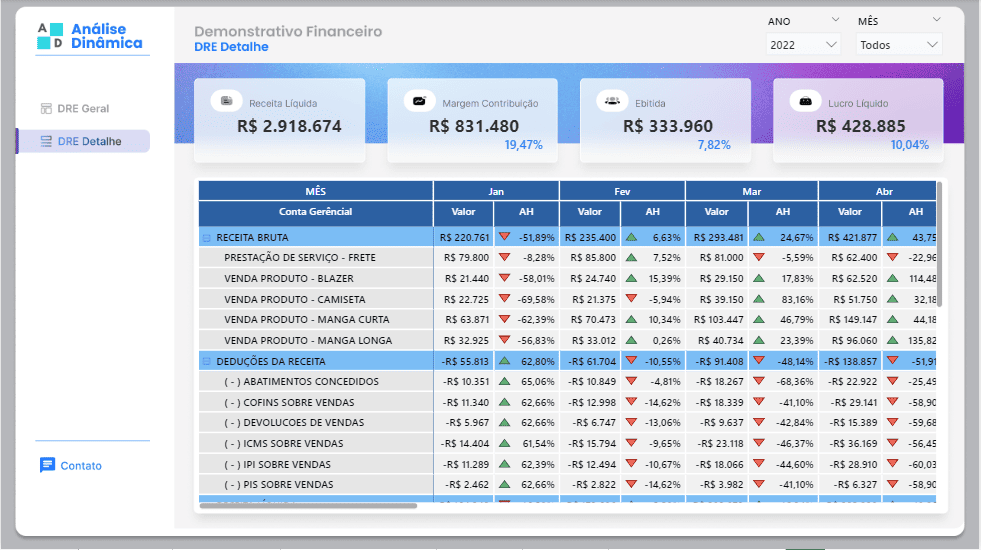 A D Análise Dinâmica
DRE Geral
DRE Detalhe
Contato
Demonstrativo Financeiro
DRE Detalhe
ANO MÊS
2022 Todos
Receita Líquida
R$ 2.918.674
Margem Contribuição
R$ 831.480
19,47%
Ebitida
R$ 333.960
7,82%
Lucro Líquido
R$ 428.885
10,04%
MÊS Jan Fev Mar Abr
Conta Gerêncial Valor AH Valor AH Valor AH Valor AH
RECEITA BRUTA R$ 220.761 -51,89% R$ 235.400 6,63% R$ 293.481 24,67% R$ 421.877 43,75
PRESTAÇÃO DE SERVIÇO - FRETE R$ 79.800 -8,28% R$ 85.800 7,52% R$ 81.000 -5,59% R$ 62.400 -22,96
VENDA PRODUTO - BLAZER R$ 21.440 -58,01% R$ 24.740 15,39% R$ 29.150 17,83% R$ 62.520 114,48
VENDA PRODUTO - CAMISETA R$ 22.725 -69,58% R$ 21.375 -5,94% R$ 39.150 83,16% R$ 51.750 32,18
VENDA PRODUTO - MANGA CURTA R$ 63.871 -62,39% R$ 70.473 10,34% R$ 103.447 46,79% R$ 149.147 44,18
VENDA PRODUTO - MANGA LONGA R$ 32.925 -56,83% R$ 33.012 0,26% R$ 40.734 23,39% R$ 96.060 135,82
DEDUÇÕES DA RECEITA -R$ 55.813 62,80% -R$ 61.704 -10,55% -R$ 91.408 -48,14% -R$ 138.857 -51,91
( - ) ABATIMENTOS CONCEDIDOS -R$ 10.351 65,06% -R$ 10.849 -4,81% -R$ 18.267 -68,36% -R$ 22.922 -25,49
( - ) COFINS SOBRE VENDAS -R$ 11.340 62,66% -R$ 12.998 -14,62% -R$ 18.339 -41,10% -R$ 29.141 -58,90
( - ) DEVOLUCOES DE VENDAS -R$ 5.967 62,66% -R$ 6.747 -13,06% -R$ 9.637 -42,84% -R$ 15.389 -59,68
( - ) ICMS SOBRE VENDAS -R$ 14.404 61,54% -R$ 15.794 -9,65% -R$ 23.118 -46,37% -R$ 36.169 -56,45
( - ) IPI SOBRE VENDAS -R$ 11.289 62,39% -R$ 12.494 -10,67% -R$ 18.066 -44,60% -R$ 28.910 -60,03
( - ) PIS SOBRE VENDAS -R$ 2.462 62,66% -R$ 2.822 -14,62% -R$ 3.982 -41,10% -R$ 6.327 -58,90